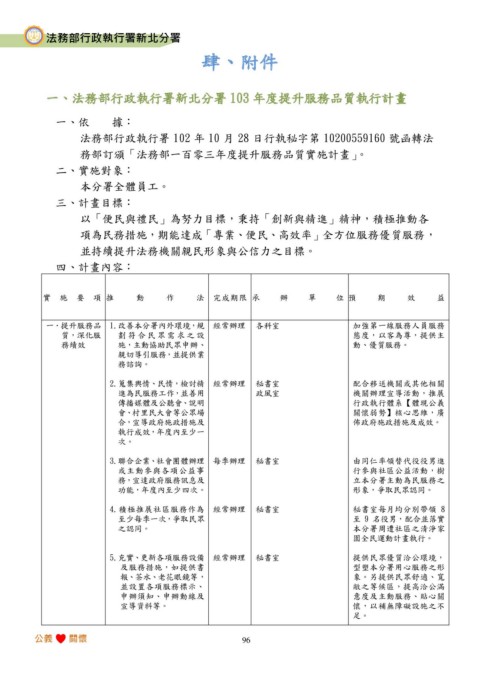 法務部行政執行署新北分署
肆、附件
一、法務部行政執行署新北分署 103 年度提升服務品質執行計畫
一、依　　據：
法務部行政執行署 102 年 10 月 28 日行執秘字第 10200559160 號函轉法
務部訂頒「法務部一百零三年度提升服務品質實施計畫」。
二、實施對象：
本分署全體員工。
三、計畫目標：
以「便民與禮民」為努力目標，秉持「創新與精進」精神，積極推動各
項為民務措施，期能達成「專業、便民、高效率」全方位服務優質服務，
並持續提升法務機關親民形象與公信力之目標。
四、計畫內容：
實 施 要 項 推 動 作 法 完成期限 承 辦 單 位 預 期 效 益
一、提升服務品
質，深化服
務績效
1.改善本分署內外環境，規
劃符合民眾需求之設
施，主動協助民眾申辦、
親切導引服務，並提供業
務諮詢。
經常辦理
各科室
加強第一線服務人員服務
態度，以客為尊，提供主
動，優質服務。
2.蒐集輿情、民情，檢討精
進為民服務工作，並善用
傳播媒體及公聽會、說明
會、村里民大會等公眾場
合，宣導政府施政措施及
執行成效，年度內至少一
次。
經常辦理
秘書室
政風室
配合移送機關或其他相關
機關辦理宣導活動，推展
行政執行體系【體現公義
關懷弱勢】核心思維，廣
佈政府施政措施及成效。
3.聯合企業、社會團體辦理
或主動參與各項公益事
務，宣達政府服務訊息及
功能，年度內至少四次。
每季辦理
秘書室
由同仁率領替代役役男進
行參與社區公益活動，樹
立本分署主動為民服務之
形象，爭取民眾認同。
4.積極推展社區服務作為
至少每季一次，爭取民眾
之認同。
經常辦理
秘書室
秘書室每月均分別帶領 8
至 9 名役男，配合並落實
本分署周遭社區之清淨家
園全民運動計畫執行。
5.充實、更新各項服務設備
及服務措施，如提供書
報、茶水、老花眼鏡等，
並設置各項服務標示、
申辦須知、申辦動線及
宣導資料等。
經常辦理
秘書室
提供民眾優質洽公環境，
型塑本分署用心服務之形
象。另提供民眾舒適、寬
敞之等候區，提高洽公滿
意度及主動服務、貼心關
懷，以補無障礙設施之不
足。
公義 關懷
96